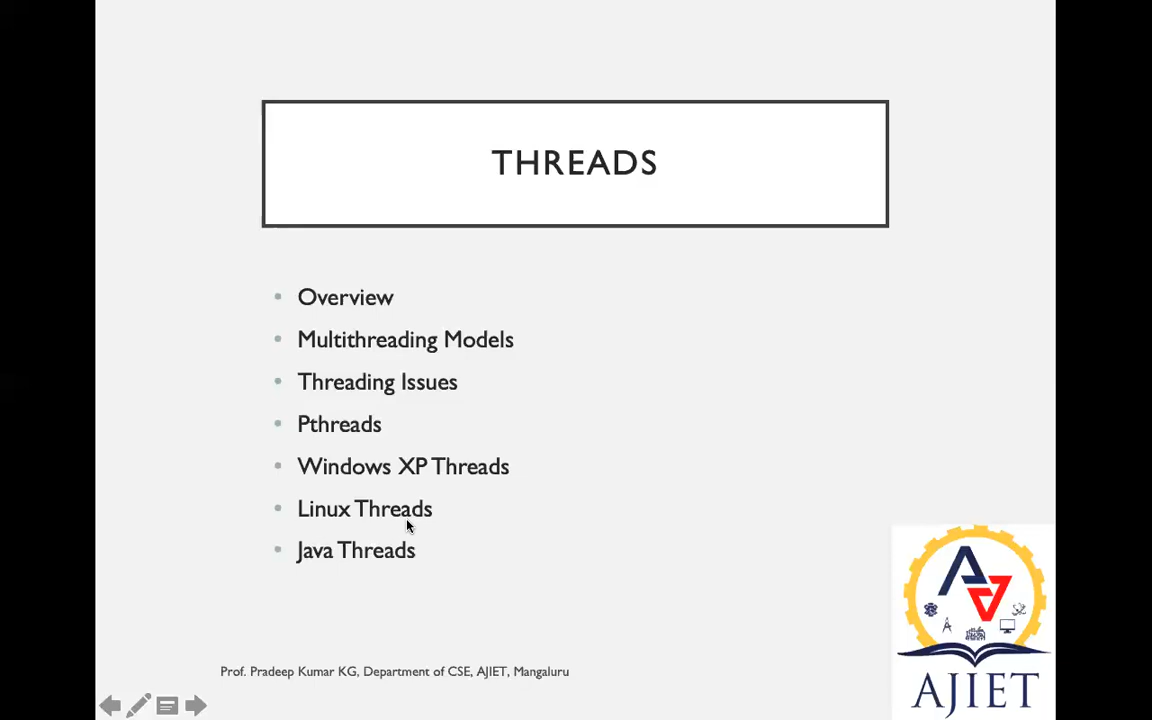 THREADS
Overview
Multithreading Models
Threading Issues
Pthreads
Windows XP Threads
Linux Threads
Java Threads
Prof. Pradeep Kumar KG, Department of CSE, AJIET, Mangaluru
AJIET